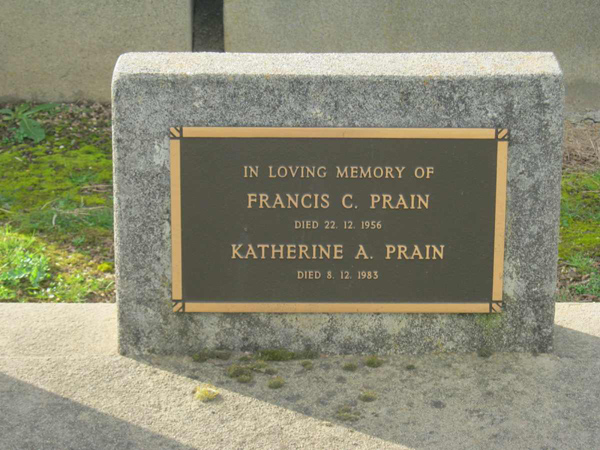 IN LOVING MEMORY OF
FRANCIS C. PRAIN
DIED 22. 12. 1956
KATHERINE A. PRAIN
DIED 8. 12. 1983